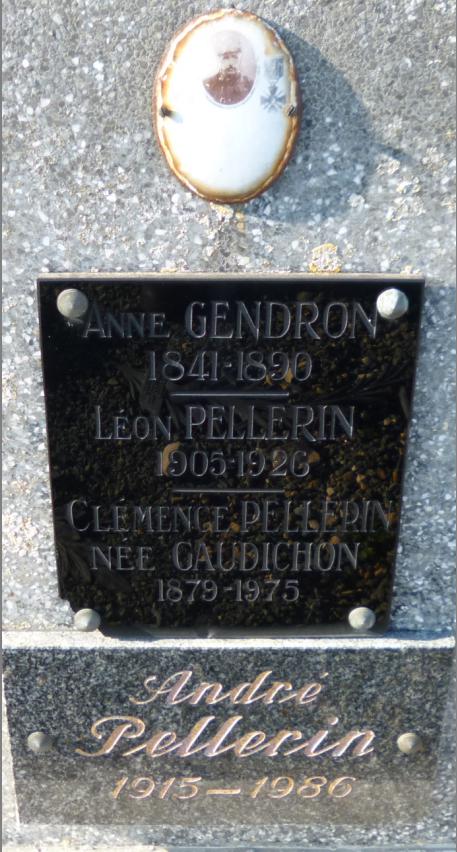 ANNE GENDRON
1841-1890
LÉON PELLERIN
1905-1926
CLÉMENCE PELLERIN
NÉE GAUDICHON
1879-1975
André
Pellerin
1915-1986